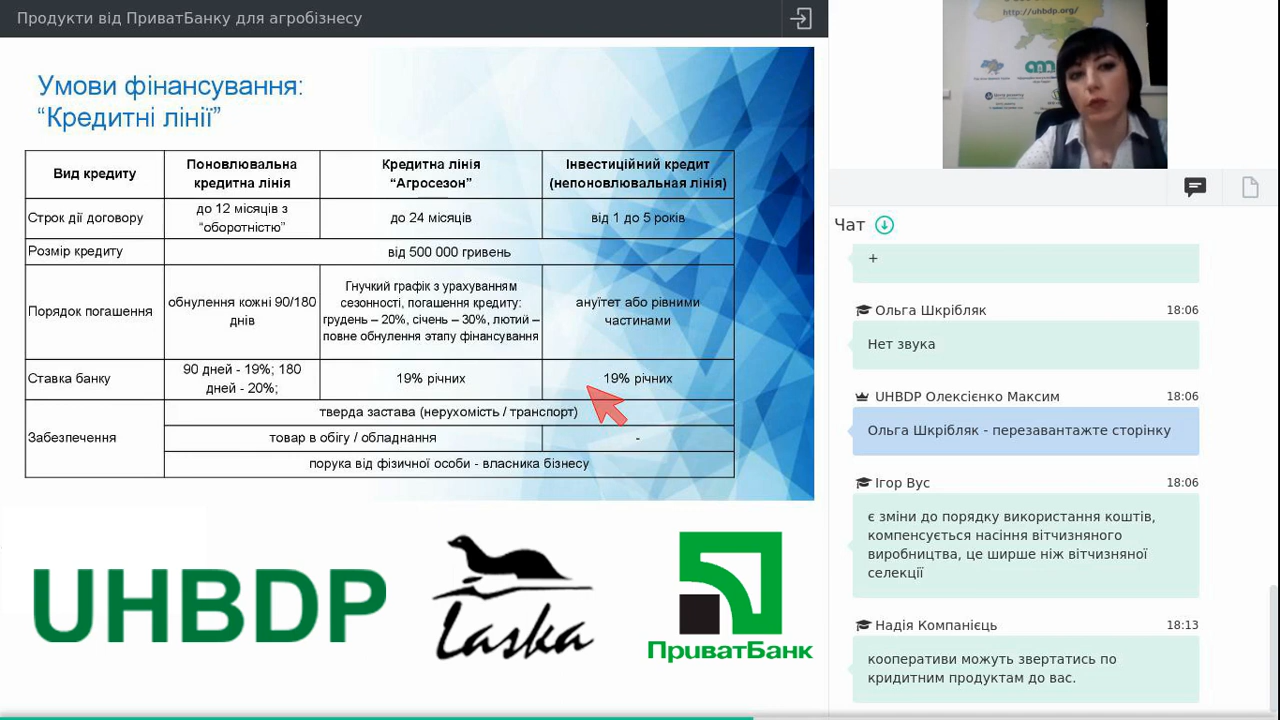 Продукти від ПриватБанку для агробізнесу
Умови фінансування:
“Кредитні лінії”
Вид кредиту
Поновлювальна
кредитна лінія
Кредитна лінія
“Агросезон”
Інвестиційний кредит
(непоновлювальна лінія)
Строк дії договору
до 12 місяців з
“оборотністю”
до 24 місяців
від 1 до 5 років
Розмір кредиту
від 500 000 гривень
Порядок погашення
обнулення кожні 90/180
днів
Гнучкий графік з урахуванням
сезонності, погашення кредиту:
грудень – 20%, січень – 30%, лютий –
повне обнулення этапу фінансування
ануїтет або рівними
частинами
Ставка банку
90 дней - 19%; 180
дней - 20%;
19% річних
19% річних
Забезпечення
тверда застава (нерухомість / транспорт)
товар в обігу / обладнання
-
порука від фізичної особи - власника бізнесу
UHBDP
Laska
ПриватБанк
http://uhbdp.org/
Чат
+
Ольга Шкрібляк 18:06
Нет звука
UHBDP Олексієнко Максим 18:06
Ольга Шкрібляк - перезавантажте сторінку
Ігор Вус 18:06
є зміни до порядку використання коштів,
компенсується насіння вітчизняного
виробництва, це ширше ніж вітчизняної
селекції
Надія Компанієць 18:13
кооперативи можуть звертатись по
кридитним продуктам до вас.